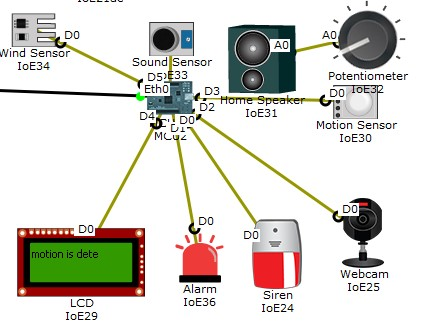 D0
Wind Sensor
IoE34
Sound Sensor
E33
A0
A0
Potentiometer
IoE32
D5
Eth0
D3
Home Speaker
IoE31
D0
Motion Sensor
IoE30
D2
D4
D0
D1
MCU2
D0
D0
D0
D0
motion is dete
LCD
IoE29
Alarm
IoE36
Siren
IoE24
Webcam
IoE25